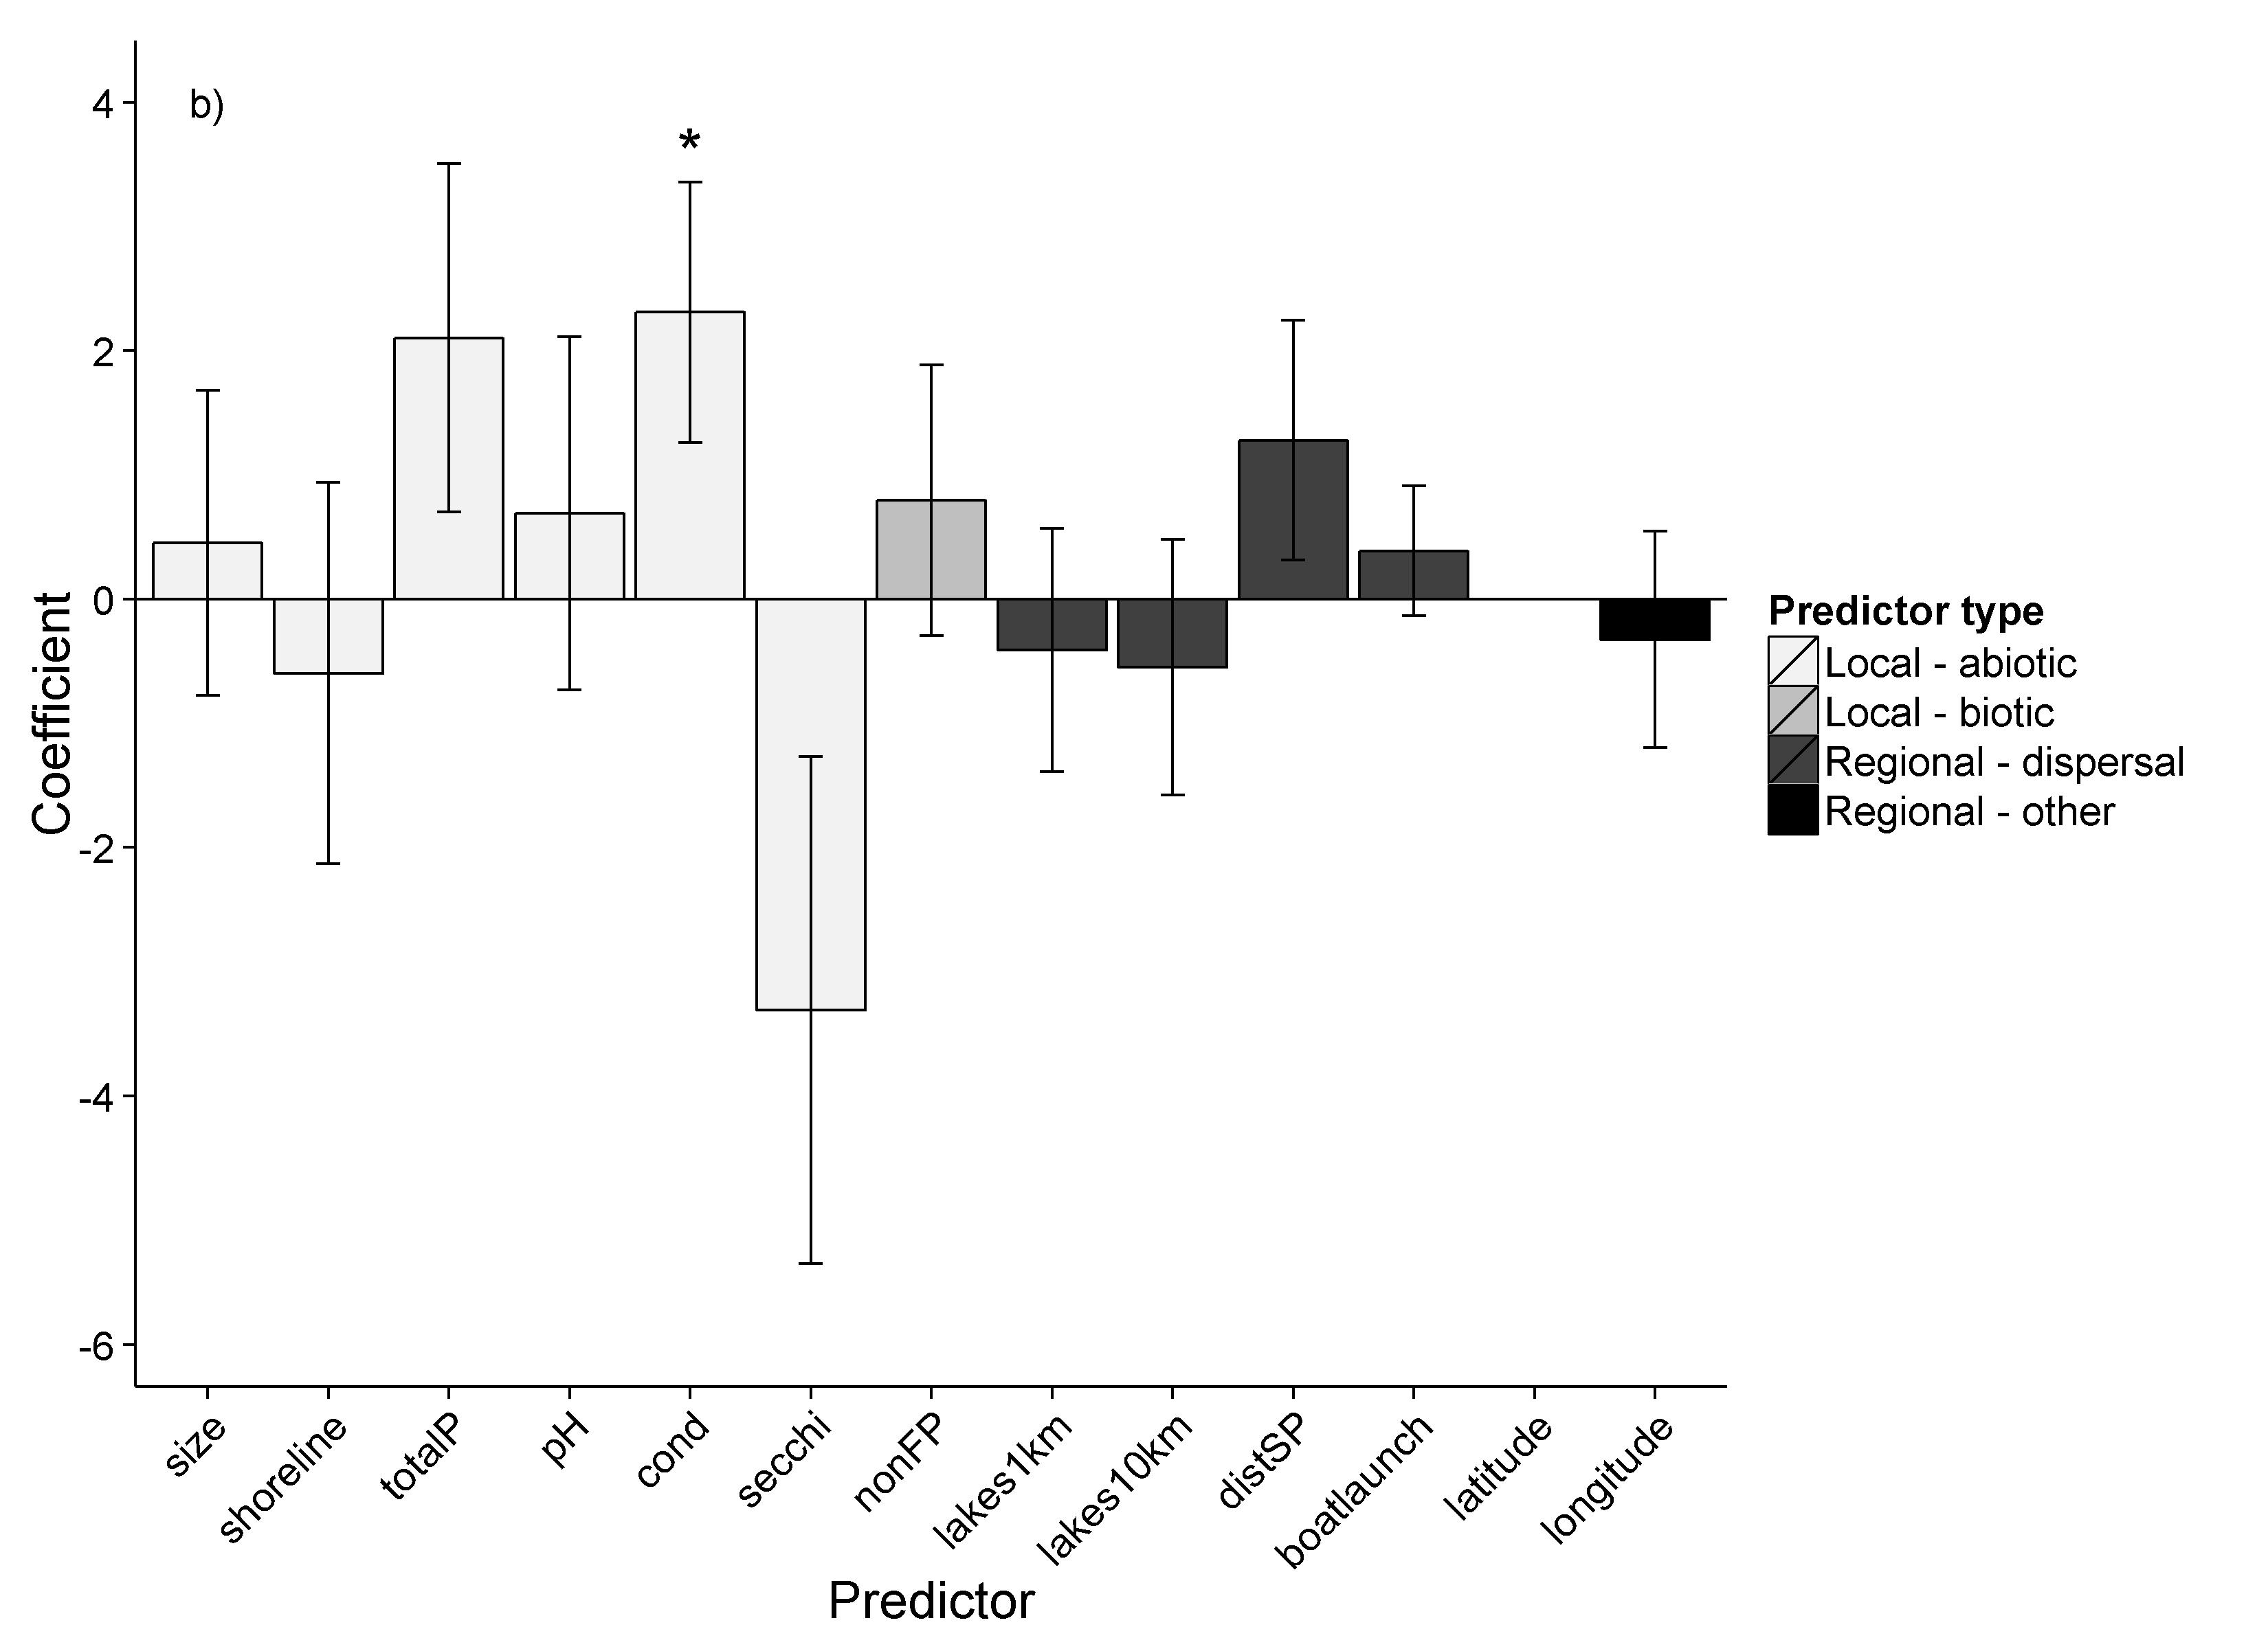 b)
*
4
2
0
-2
-4
-6
Coefficient
size
shoreline
totalP
pH
cond
secchi
nonFP
lakes1km
lakes10km
distSP
boatlaunch
latitude
longitude
Predictor
Predictor type
Local - abiotic
Local - biotic
Regional - dispersal
Regional - other